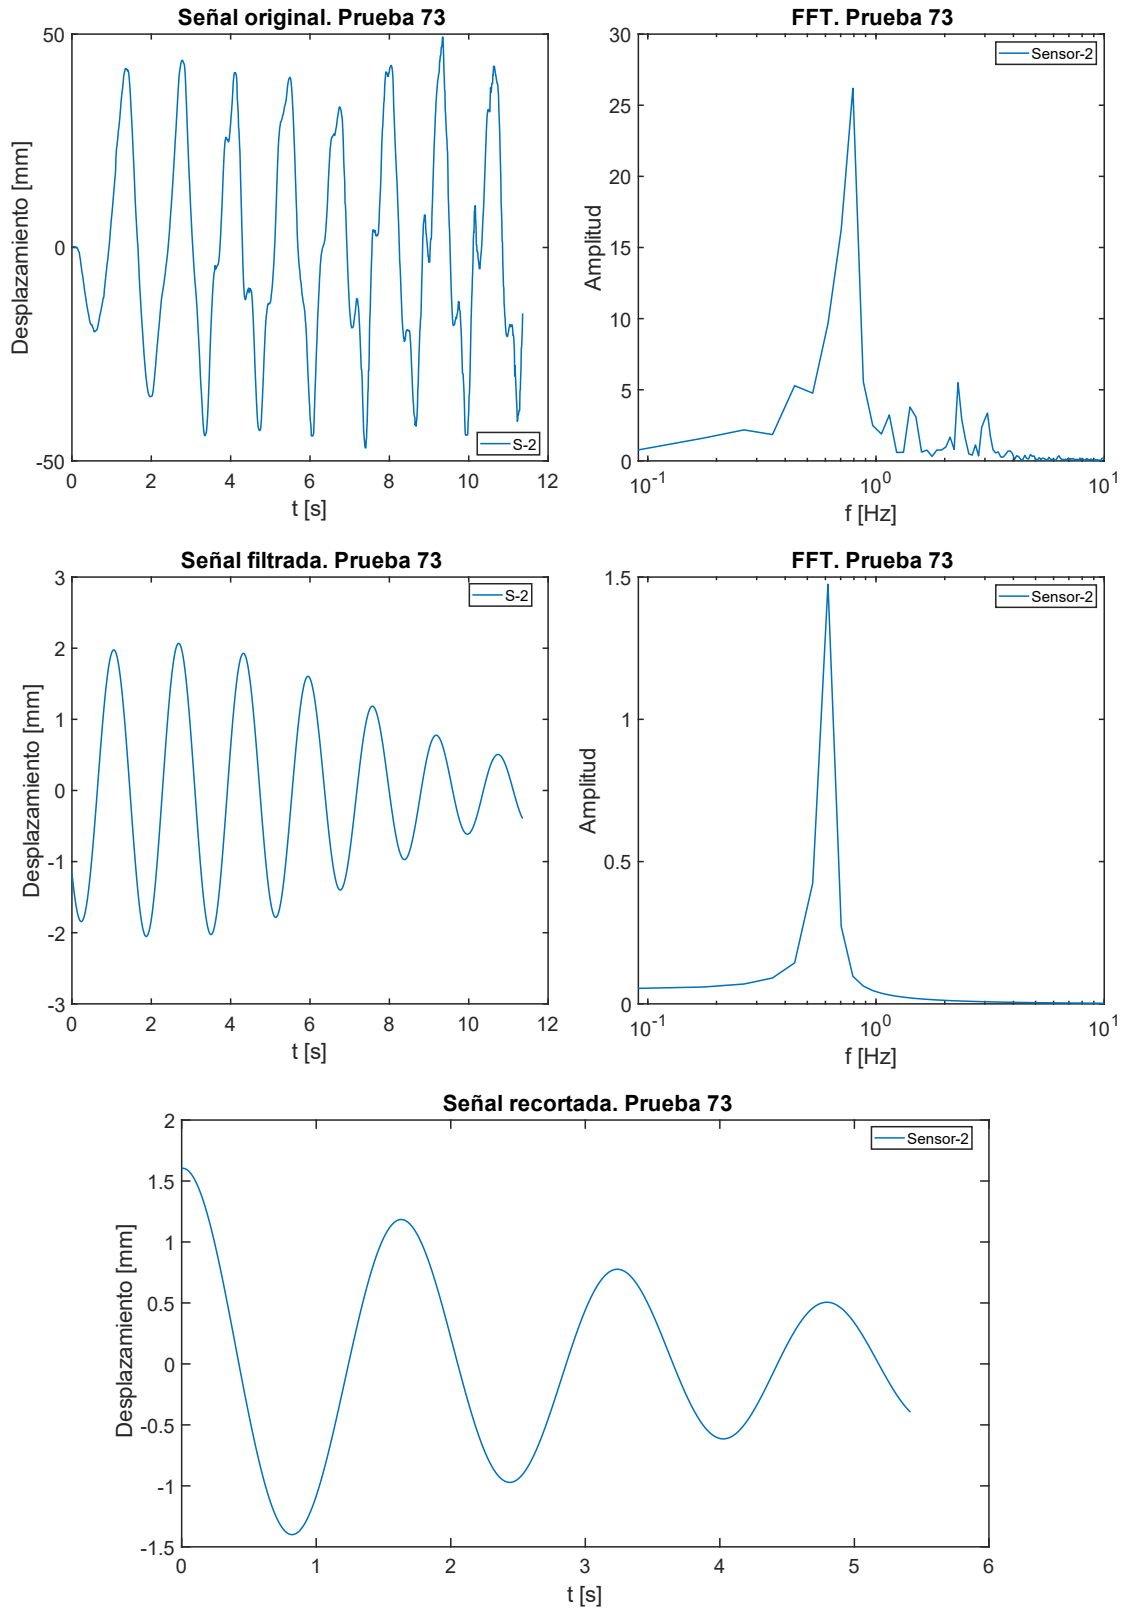 Señal original. Prueba 73
Desplazamiento [mm]
50
0
-50
0 2 4 6 8 10 12
t [s]
S-2
FFT. Prueba 73
Amplitud
30
25
20
15
10
5
0
10^-1 10^0 10^1
f [Hz]
Sensor-2
Señal filtrada. Prueba 73
Desplazamiento [mm]
3
2
1
0
-1
-2
-3
0 2 4 6 8 10 12
t [s]
S-2
FFT. Prueba 73
Amplitud
1.5
1
0.5
0
10^-1 10^0 10^1
f [Hz]
Sensor-2
Señal recortada. Prueba 73
Desplazamiento [mm]
2
1.5
1
0.5
0
-0.5
-1
-1.5
0 1 2 3 4 5 6
t [s]
Sensor-2